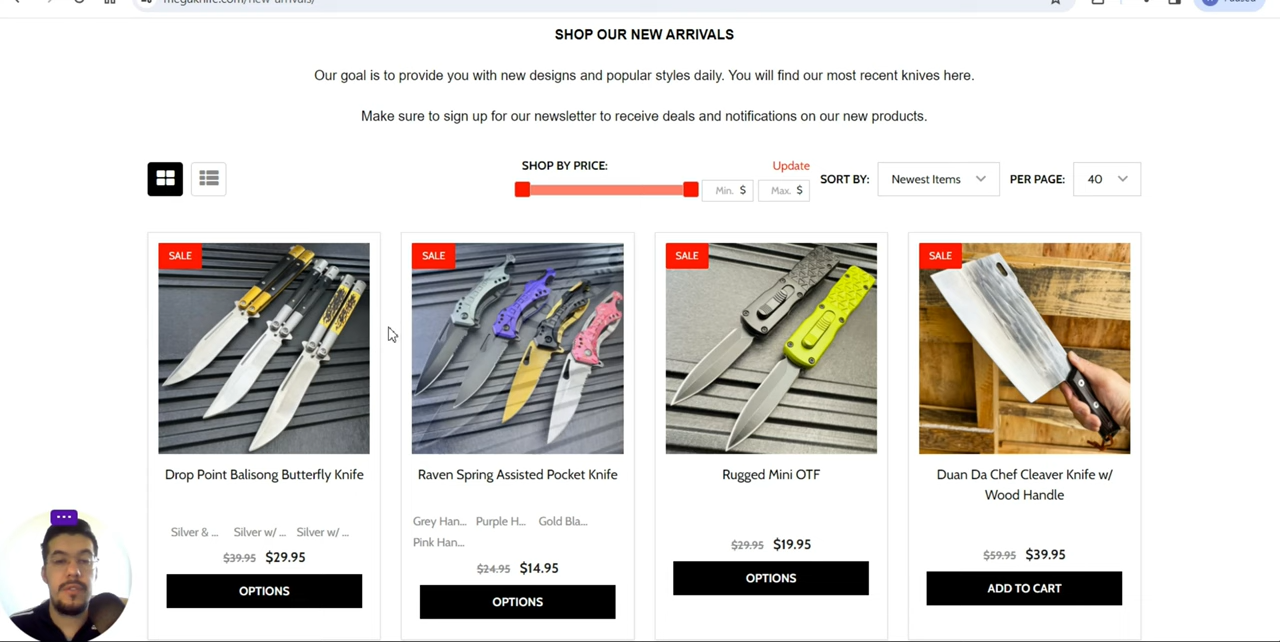 SHOP OUR NEW ARRIVALS
Our goal is to provide you with new designs and popular styles daily. You will find our most recent knives here.
Make sure to sign up for our newsletter to receive deals and notifications on our new products.
SHOP BY PRICE:
Update
Min. $
Max. $
SORT BY:
Newest Items
PER PAGE:
40
SALE
SALE
SALE
SALE
Drop Point Balisong Butterfly Knife
Silver & ... Silver w/ ... Silver w/ ...
$39.95 $29.95
OPTIONS
Raven Spring Assisted Pocket Knife
Grey Han... Purple H... Gold Bla...
Pink Han...
$24.95 $14.95
OPTIONS
Rugged Mini OTF
$29.95 $19.95
OPTIONS
Duan Da Chef Cleaver Knife w/
Wood Handle
$59.95 $39.95
ADD TO CART